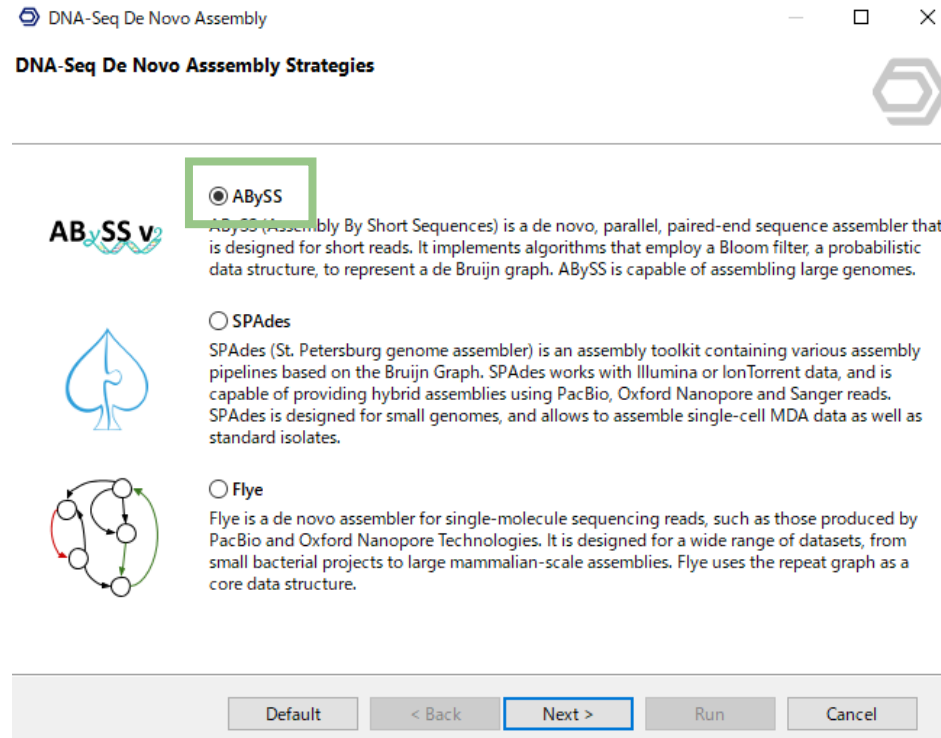 DNA-Seq De Novo Assembly
DNA-Seq De Novo Asssembly Strategies
ABySS
ABySS v2
ABySS (Assembly By Short Sequences) is a de novo, parallel, paired-end sequence assembler that
is designed for short reads. It implements algorithms that employ a Bloom filter, a probabilistic
data structure, to represent a de Bruijn graph. ABySS is capable of assembling large genomes.
SPAdes
SPAdes (St. Petersburg genome assembler) is an assembly toolkit containing various assembly
pipelines based on the Bruijn Graph. SPAdes works with Illumina or IonTorrent data, and is
capable of providing hybrid assemblies using PacBio, Oxford Nanopore and Sanger reads.
SPAdes is designed for small genomes, and allows to assemble single-cell MDA data as well as
standard isolates.
Flye
Flye is a de novo assembler for single-molecule sequencing reads, such as those produced by
PacBio and Oxford Nanopore Technologies. It is designed for a wide range of datasets, from
small bacterial projects to large mammalian-scale assemblies. Flye uses the repeat graph as a
core data structure.
Default < Back Next > Run Cancel